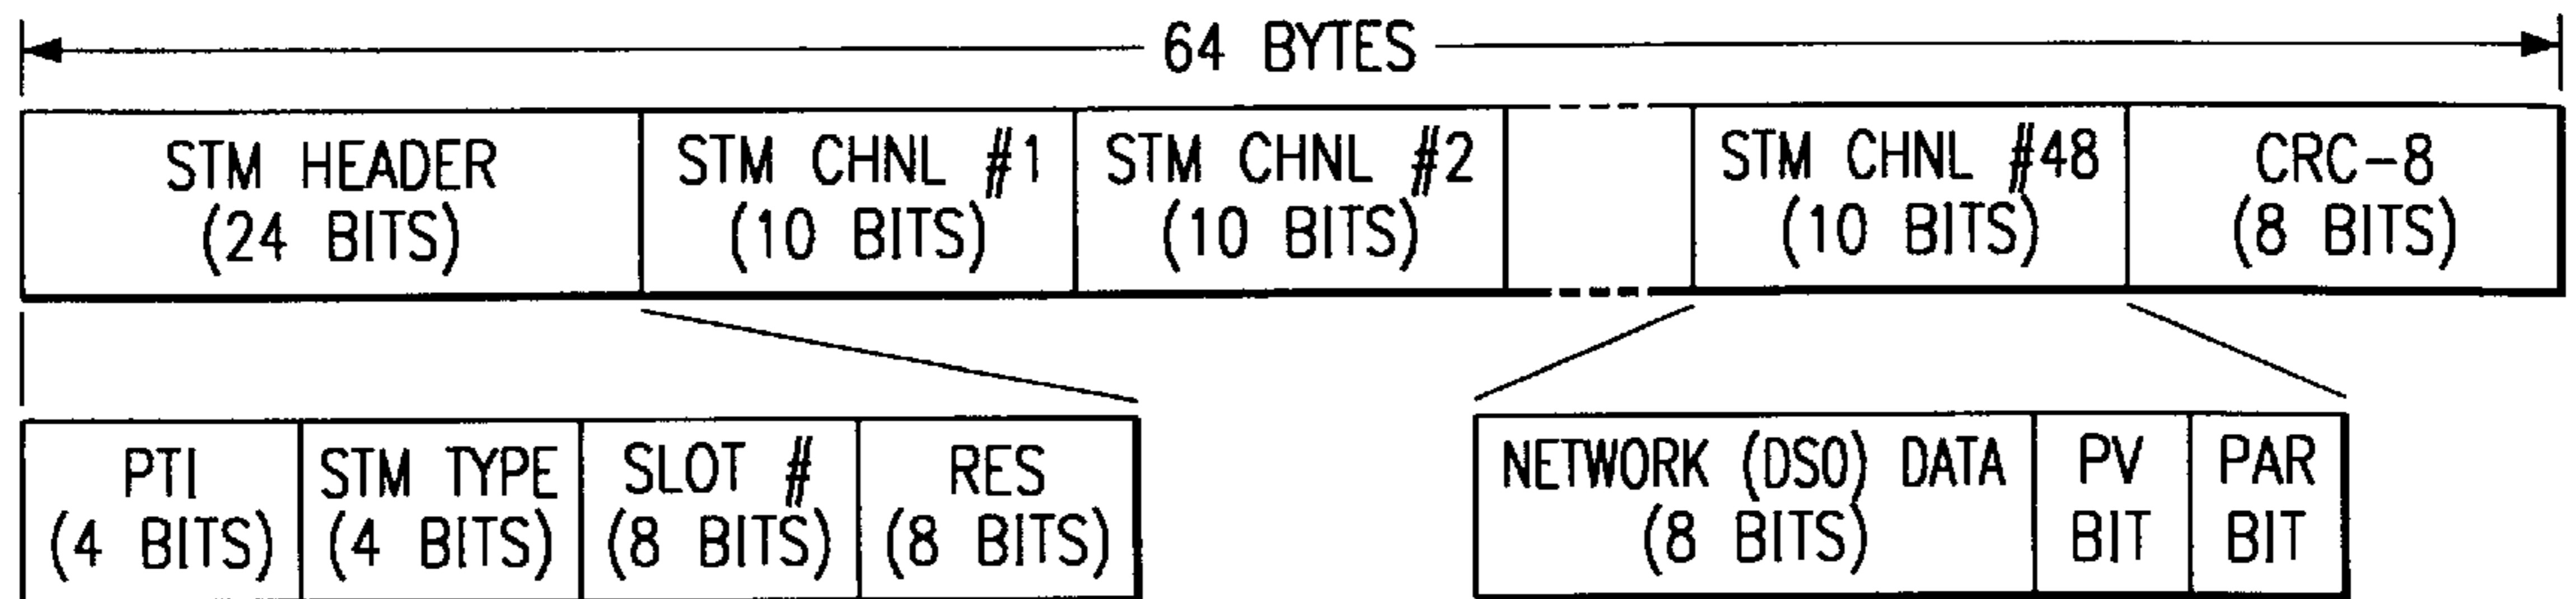 64 BYTES
STM HEADER
(24 BITS)
STM CHNL #1
(10 BITS)
STM CHNL #2
(10 BITS)
STM CHNL #48
(10 BITS)
CRC-8
(8 BITS)
PTI
(4 BITS)
STM TYPE
(4 BITS)
SLOT #
(8 BITS)
RES
(8 BITS)
NETWORK (DS0) DATA
(8 BITS)
PV
BIT
PAR
BIT